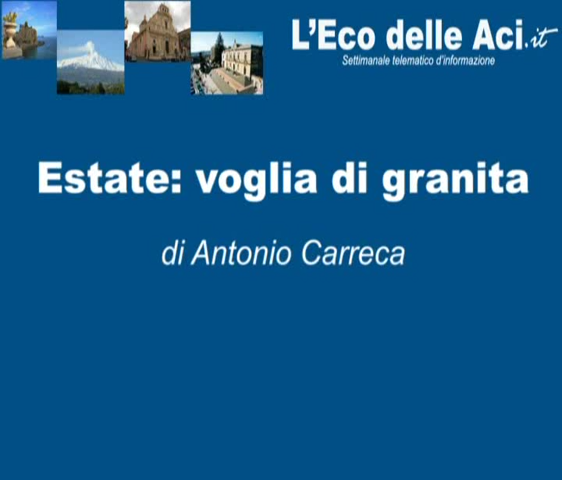 L'Eco delle Aci.it
Settimanale telematico d'informazione
Estate: voglia di granita
di Antonio Carreca